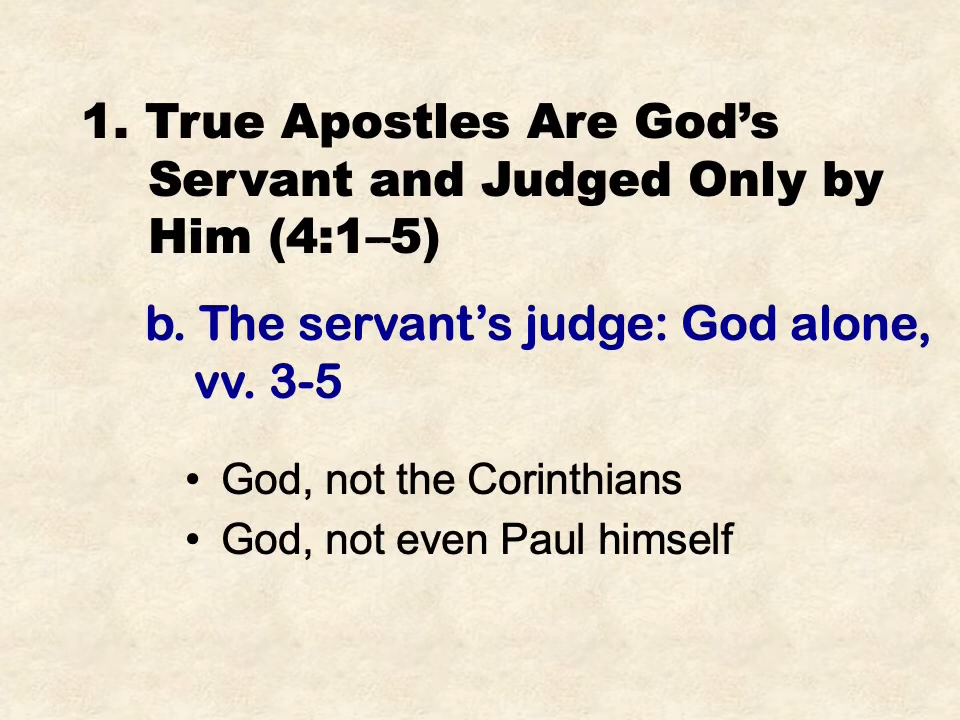 1. True Apostles Are God’s
Servant and Judged Only by
Him (4:1–5)
b. The servant’s judge: God alone,
vv. 3-5
• God, not the Corinthians
• God, not even Paul himself